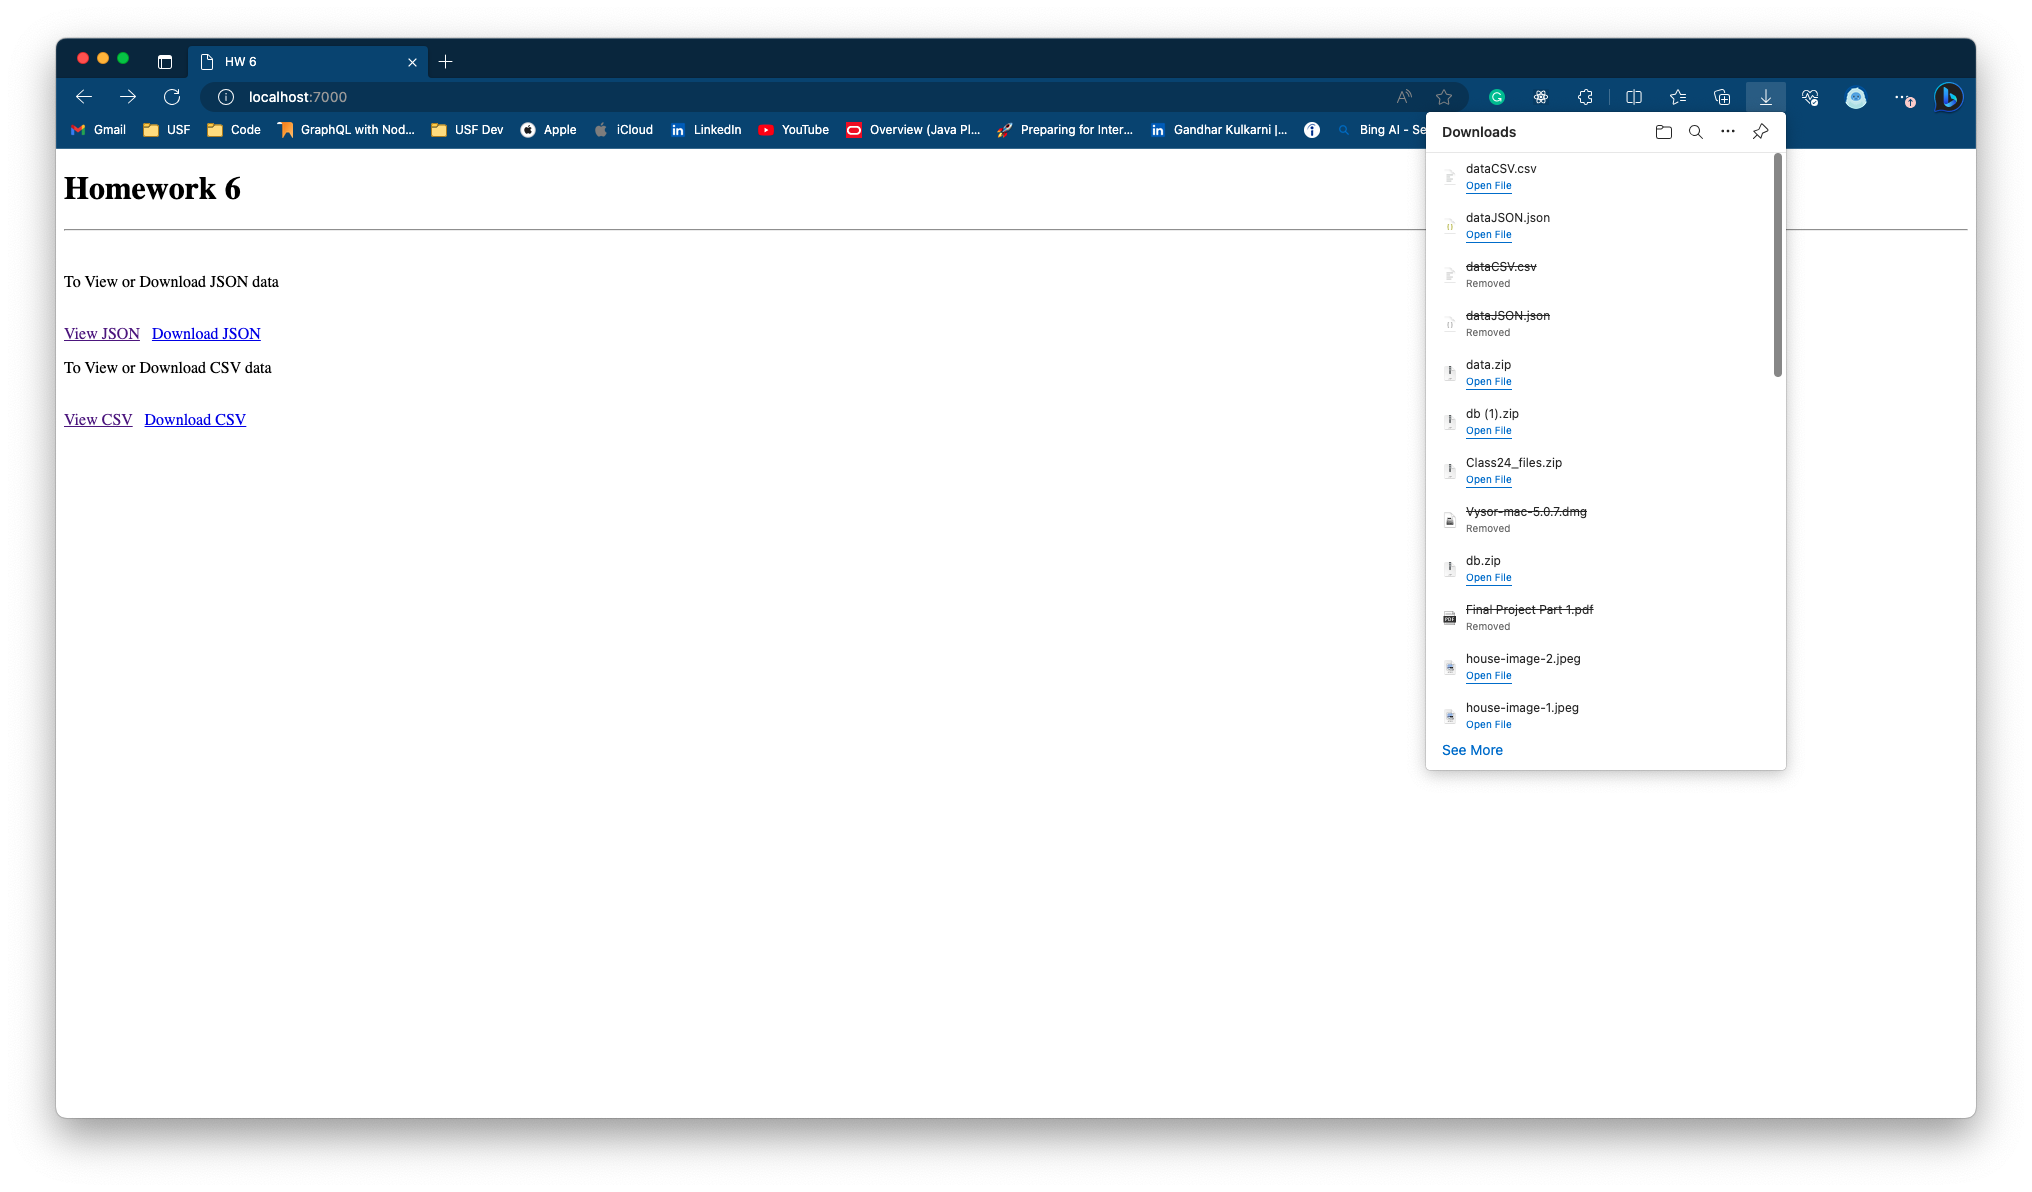 HW 6
localhost:7000
Gmail USF Code GraphQL with Nod... USF Dev Apple iCloud LinkedIn YouTube Overview (Java Pl... Preparing for Inter... Gandhar Kulkarni |... Bing AI - Se
Homework 6
To View or Download JSON data
View JSON Download JSON
To View or Download CSV data
View CSV Download CSV
Downloads
dataCSV.csv
Open File
dataJSON.json
Open File
dataCSV.csv
Removed
dataJSON.json
Removed
data.zip
Open File
db (1).zip
Open File
Class24_files.zip
Open File
Vysor-mac-5.0.7.dmg
Removed
db.zip
Open File
Final Project Part 1.pdf
Removed
house-image-2.jpeg
Open File
house-image-1.jpeg
Open File
See More